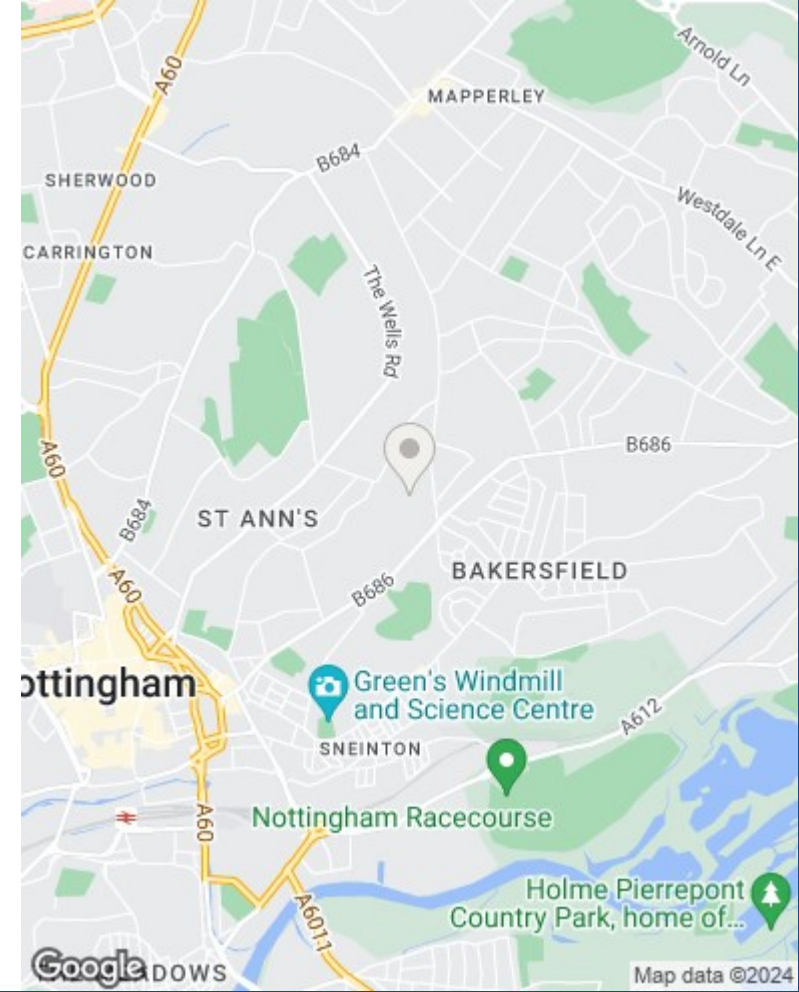 Arnold Ln
A60
MAPPERLEY
B684
SHERWOOD
Westdale Ln E
CARRINGTON
The Wells Rd
A60
B686
B684
ST ANN'S
BAKERSFIELD
A60
B686
ottingham
Green's Windmill
and Science Centre
A612
SNEINTON
A60
Nottingham Racecourse
Holme Pierrepont
Country Park, home of...
A6011
Google
ADOWS
Map data ©2024